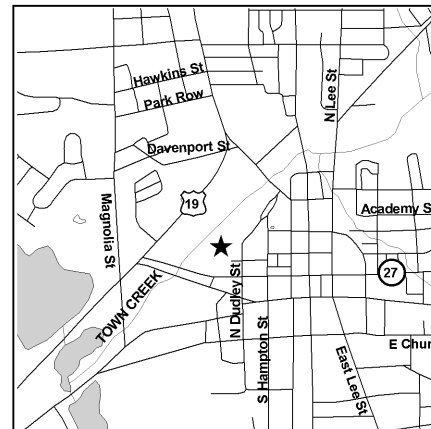 Hawkins St
Park Row
N Lee St
Davenport St
19
Magnolia St
Academy S
TOWN CREEK
27
N Dudley St
S Hampton St
East Lee St
E Chur